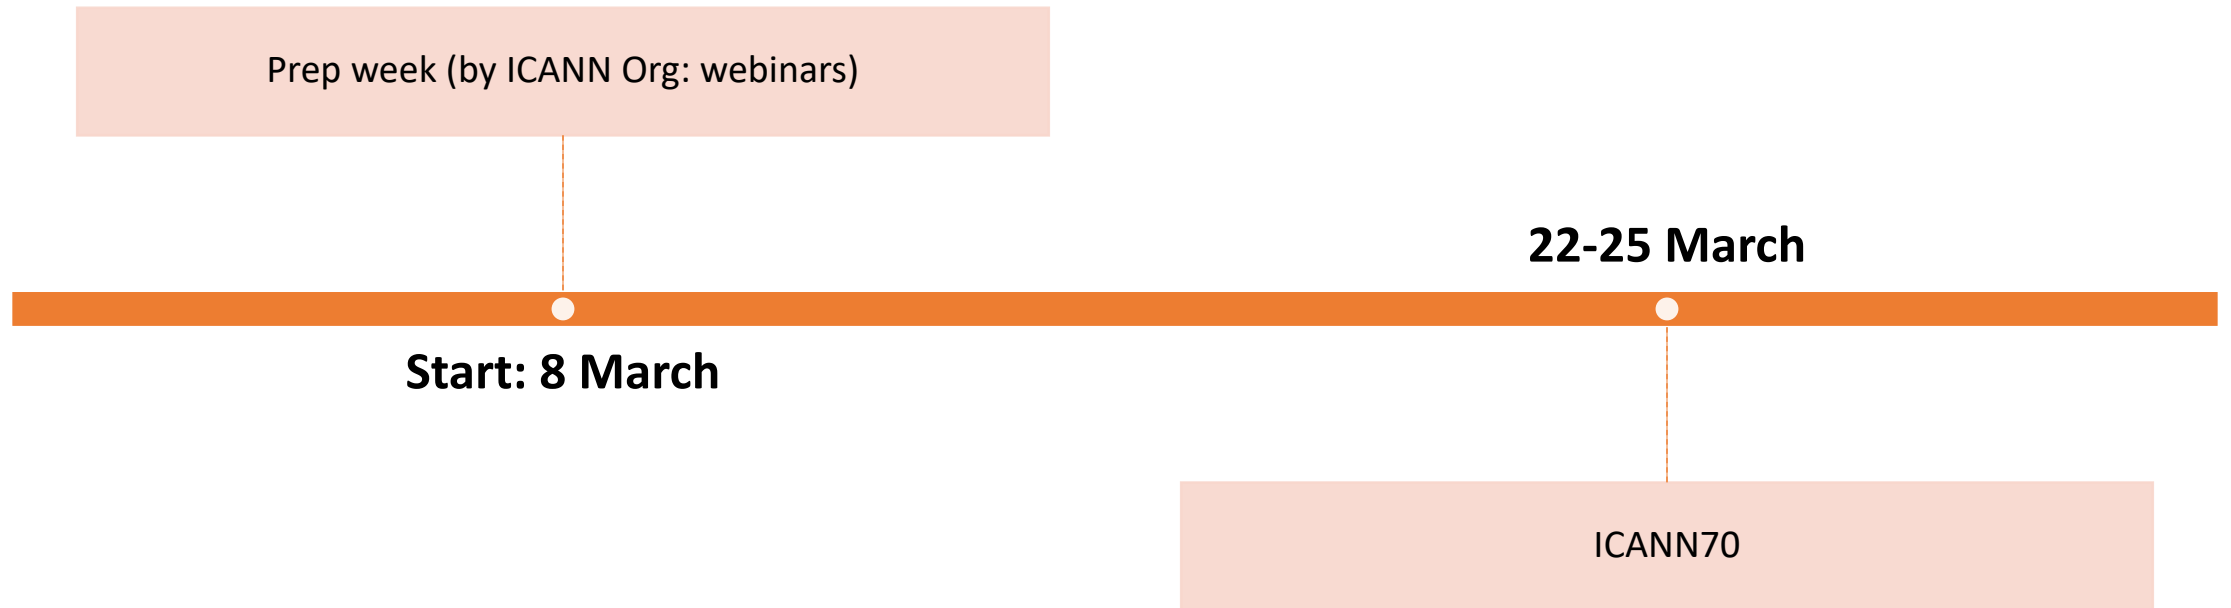 Prep week (by ICANN Org: webinars)
22-25 March
Start: 8 March
ICANN70